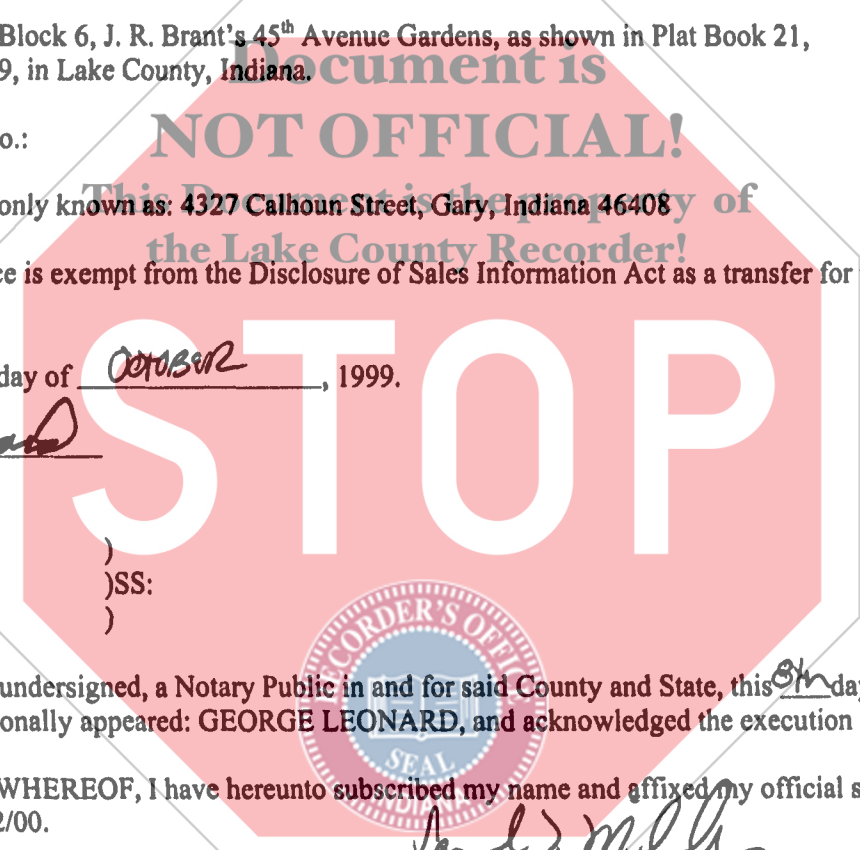 Block 6, J. R. Brant's 45th Avenue Gardens, as shown in Plat Book 21,
9, in Lake County, Indiana.
Document is
NOT OFFICIAL!
o.:
This Document is the property of
only known as: 4327 Calhoun Street, Gary, Indiana 46408
the Lake County Recorder!
ce is exempt from the Disclosure of Sales Information Act as a transfer for
STOP
day of OCTOBER, 1999.
)
)SS:
)
RECORDER'S OFFICE
undersigned, a Notary Public in and for said County and State, this 8th day
onally appeared: GEORGE LEONARD, and acknowledged the execution
SEAL
WHEREOF, I have hereunto subscribed my name and affixed my official s
INDIANA
2/00.